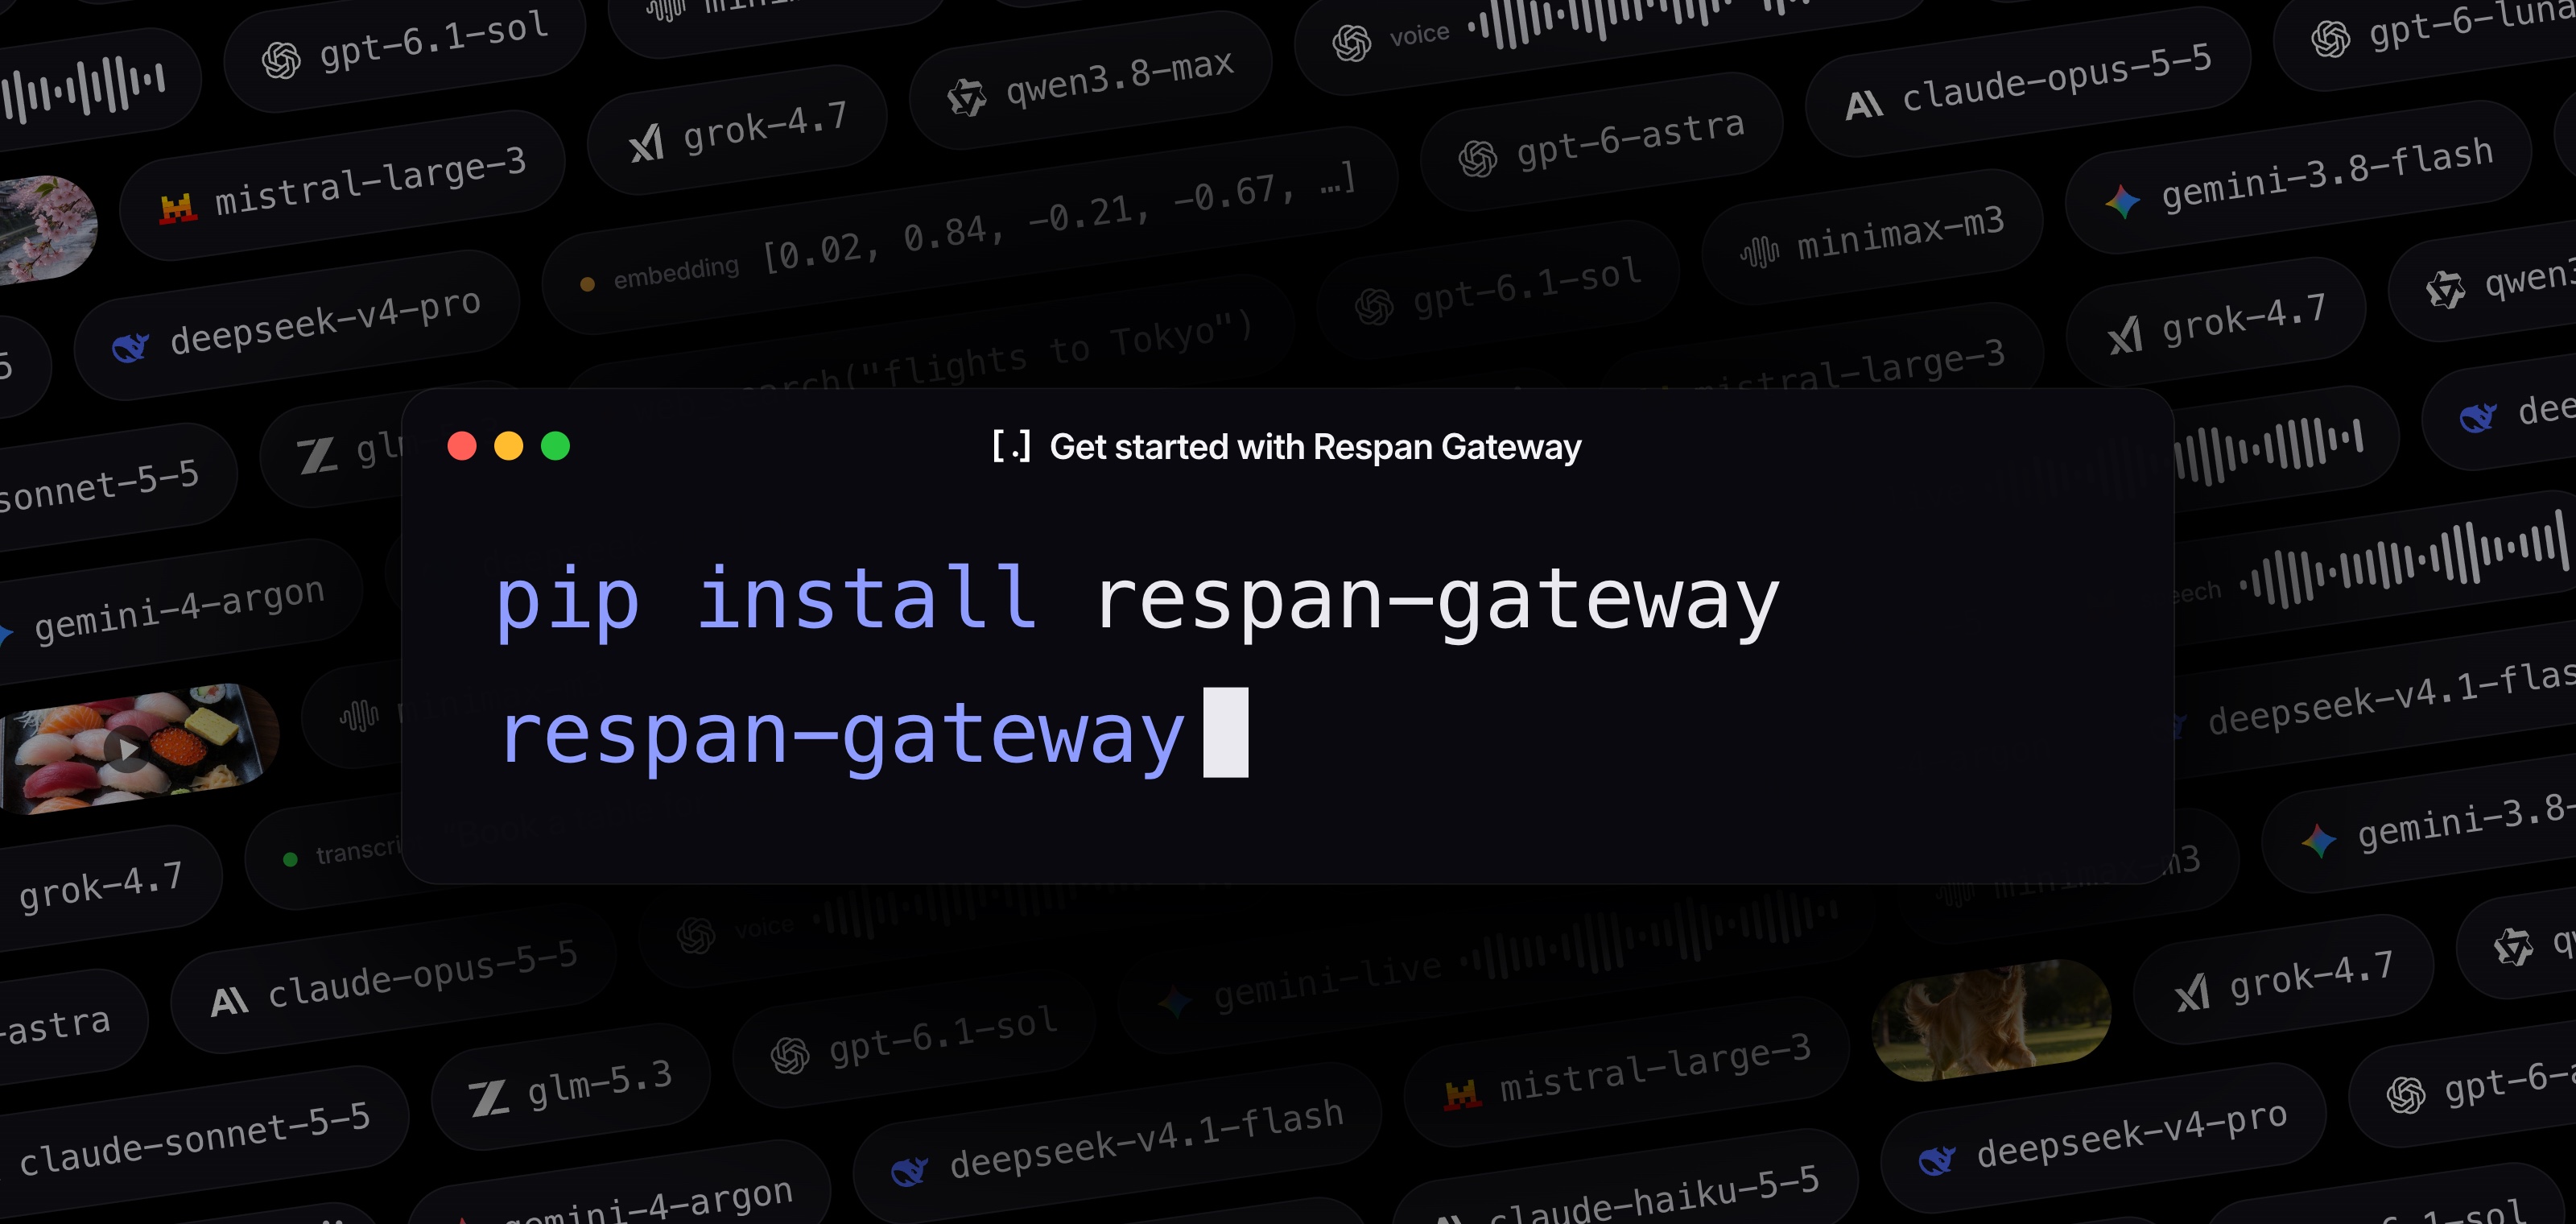 gpt-6.1-sol
voice
gpt-6-luna
qwen3.8-max
claude-opus-5-5
grok-4.7
gpt-6-astra
gemini-3.8-flash
mistral-large-3
embedding [0.02, 0.84, -0.21, -0.67, …]
minimax-m3
deepseek-v4-pro
("flights to Tokyo")
gpt-6.1-sol
grok-4.7
mistral-large-3
[.] Get started with Respan Gateway
sonnet-5-5
pip install respan-gateway
gemini-4-argon
respan-gateway
deepseek-v4.1-flas
grok-4.7
transcri
gemini-3.8-
minimax-m3
claude-opus-5-5
voice
gemini-live
grok-4.7
-astra
gpt-6.1-sol
mistral-large-3
glm-5.3
deepseek-v4-pro
claude-sonnet-5-5
deepseek-v4.1-flash
gemini-4-argon
claude-haiku-5-5